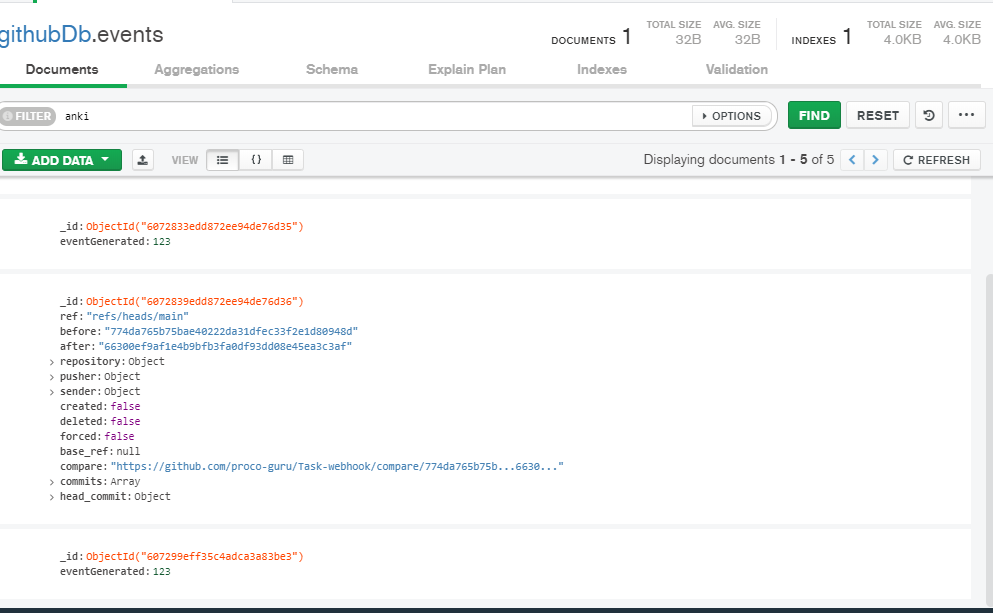 githubDb.events
DOCUMENTS 1 TOTAL SIZE 32B AVG. SIZE 32B INDEXES 1 TOTAL SIZE 4.0KB AVG. SIZE 4.0KB
Documents Aggregations Schema Explain Plan Indexes Validation
FILTER anki OPTIONS FIND RESET ...
ADD DATA VIEW {} Displaying documents 1 - 5 of 5 < > REFRESH
_id: ObjectId("6072833edd872ee94de76d35")
eventGenerated: 123
_id: ObjectId("6072839edd872ee94de76d36")
ref: "refs/heads/main"
before: "774da765b75bae40222da31dfec33f2e1d80948d"
after: "66300ef9af1e4b9bfb3fa0df93dd08e45ea3c3af"
> repository: Object
> pusher: Object
> sender: Object
created: false
deleted: false
forced: false
base_ref: null
compare: "https://github.com/proco-guru/Task-webhook/compare/774da765b75b...6630..."
> commits: Array
> head_commit: Object
_id: ObjectId("607299eff35c4adca3a83be3")
eventGenerated: 123